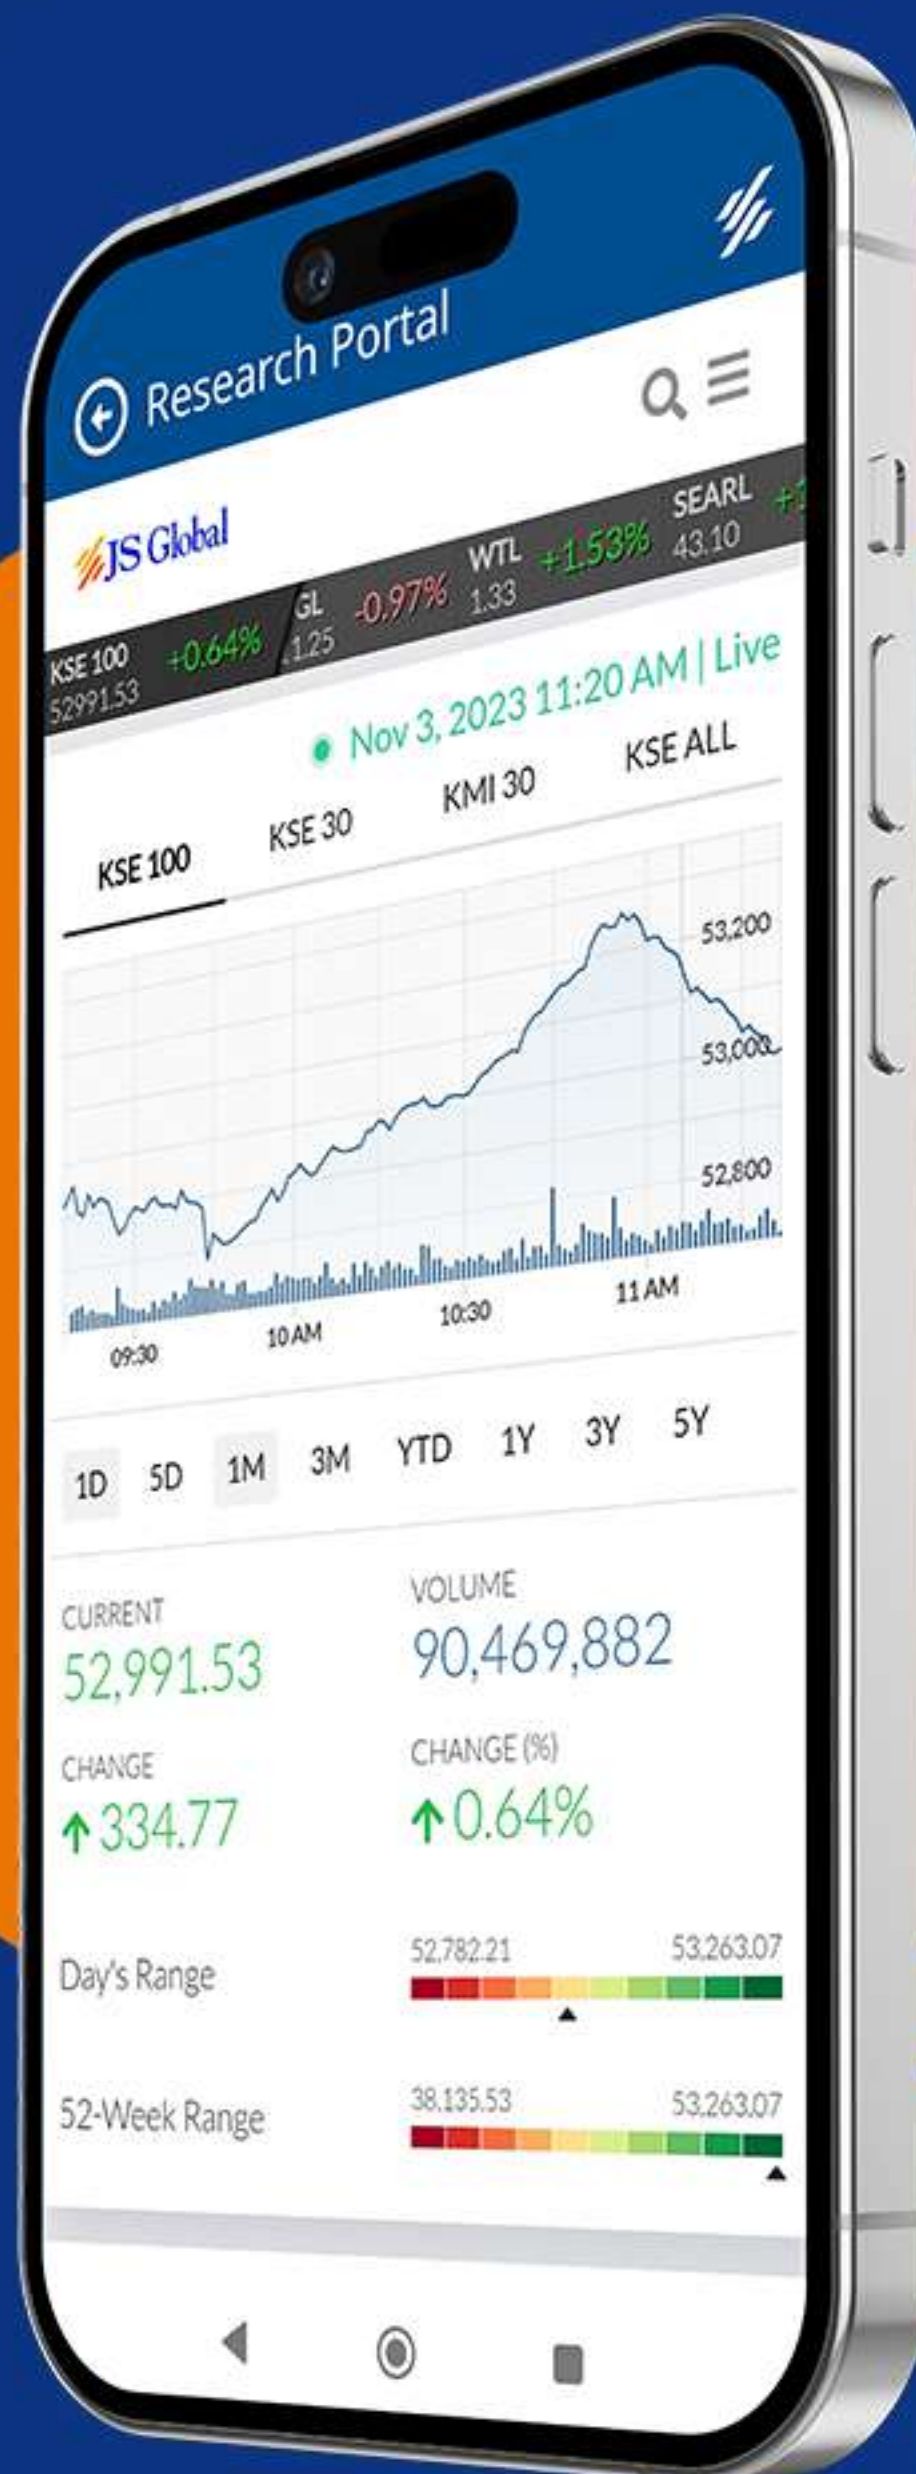 Research Portal
JS Global
KSE 100 +0.64% GL -0.97% WTL +1.53% SEARL
52991.53 1.25 1.33 43.10
Nov 3, 2023 11:20 AM | Live
KSE 100 KSE 30 KMI 30 KSE ALL
53,200
53,000
52,800
09:30 10 AM 10:30 11 AM
1D 5D 1M 3M YTD 1Y 3Y 5Y
CURRENT VOLUME
52,991.53 90,469,882
CHANGE CHANGE (%)
↑ 334.77 ↑ 0.64%
52,782.21 53,263.07
Day's Range
38,135.53 53,263.07
52-Week Range